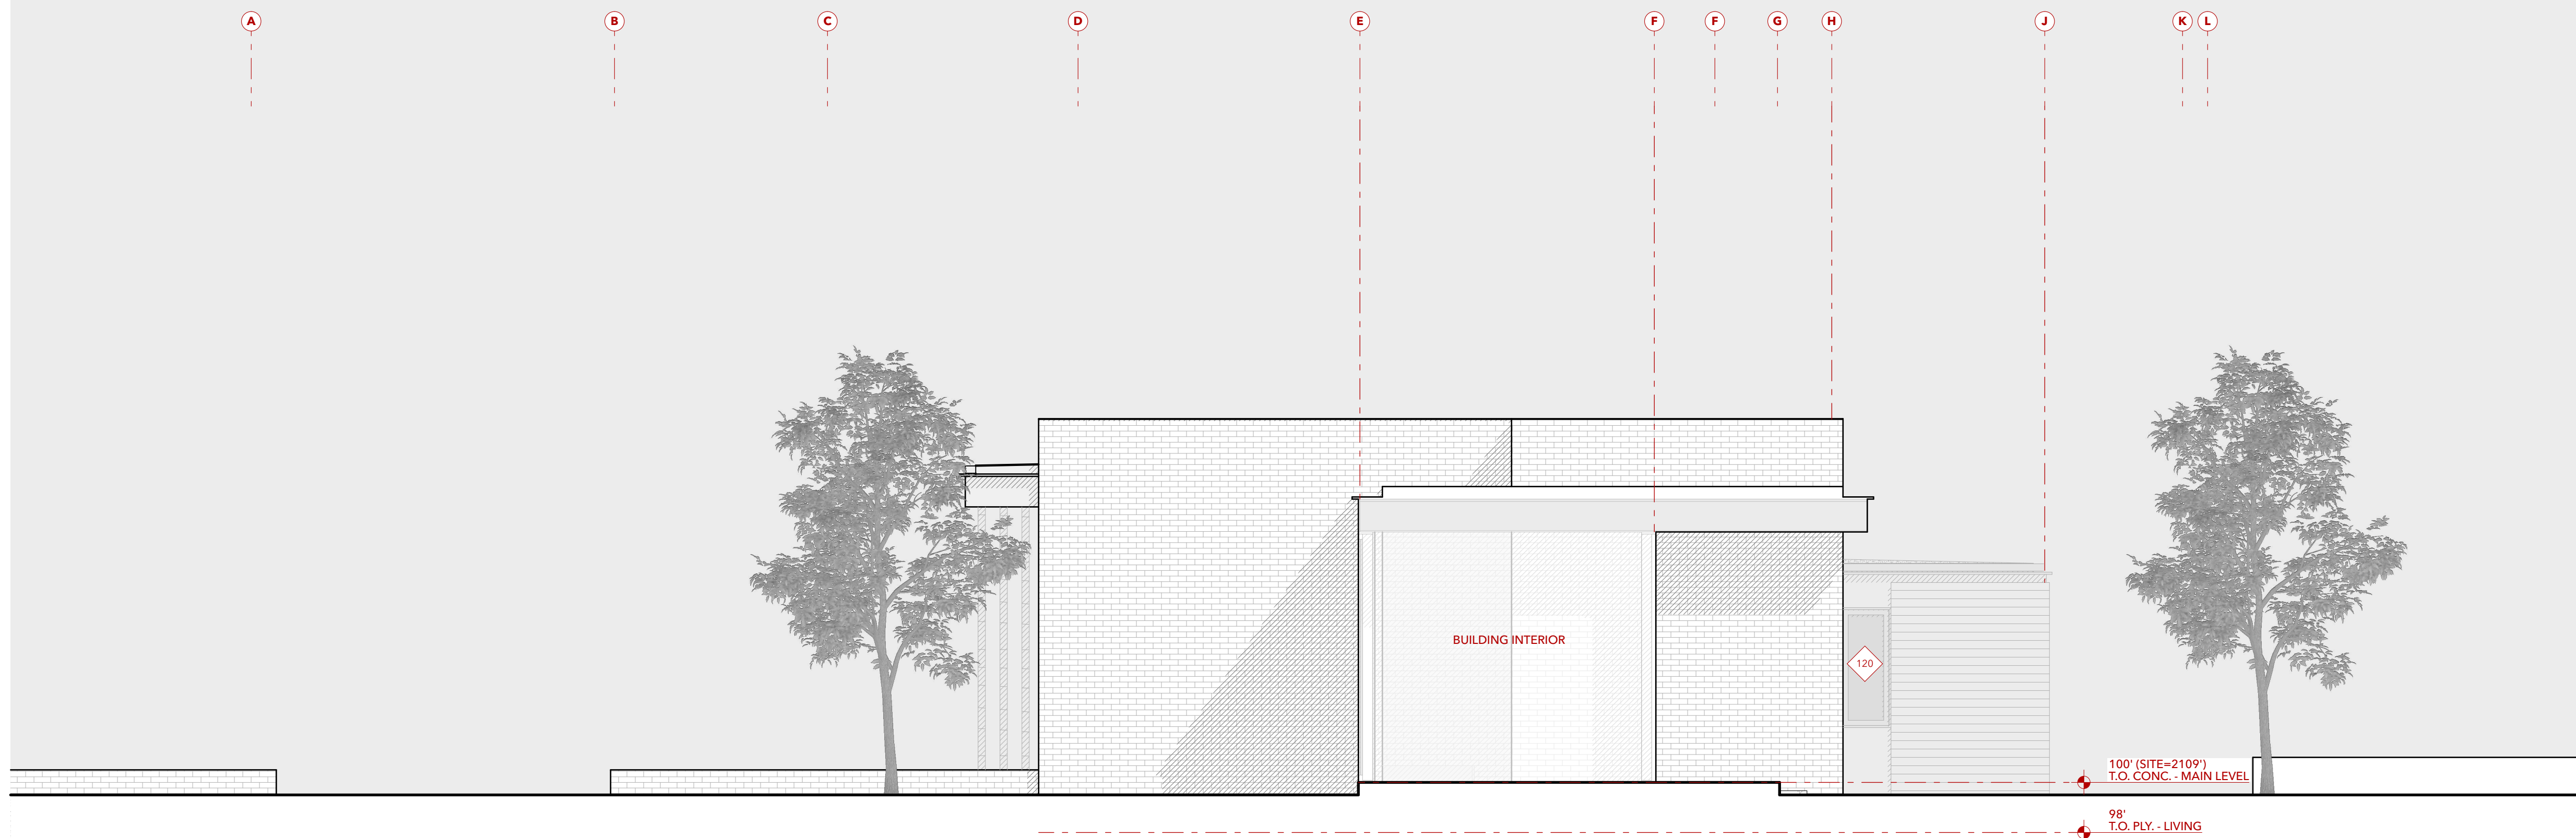 A B C D E F F G H J K L
BUILDING INTERIOR
120
100' (SITE=2109')
T.O. CONC. - MAIN LEVEL
98'
T.O. PLY. - LIVING